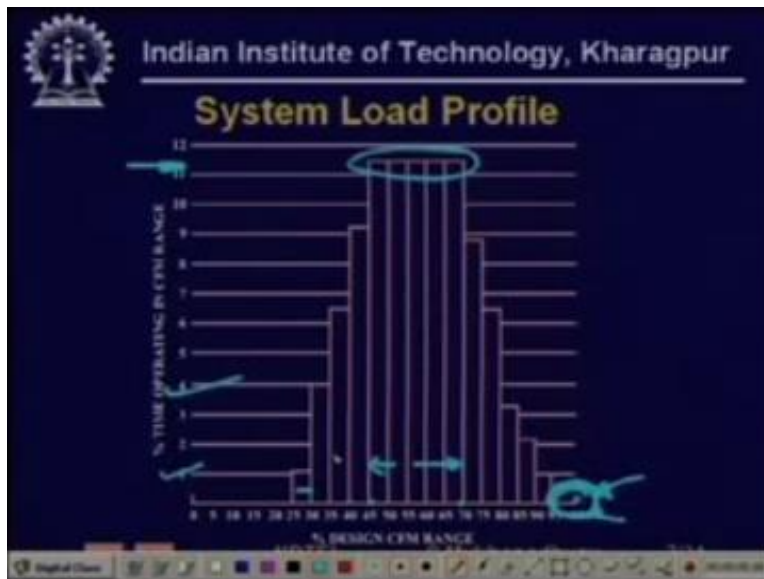 Indian Institute of Technology, Kharagpur
System Load Profile
12
11
10
9
8
7
6
5
4
3
2
1
% TIME OPERATING IN CFM RANGE
0 5 10 15 20 25 30 35 40 45 50 55 60 65 70 75 80 85 90 95
% DESIGN CFM RANGE
Digital Class